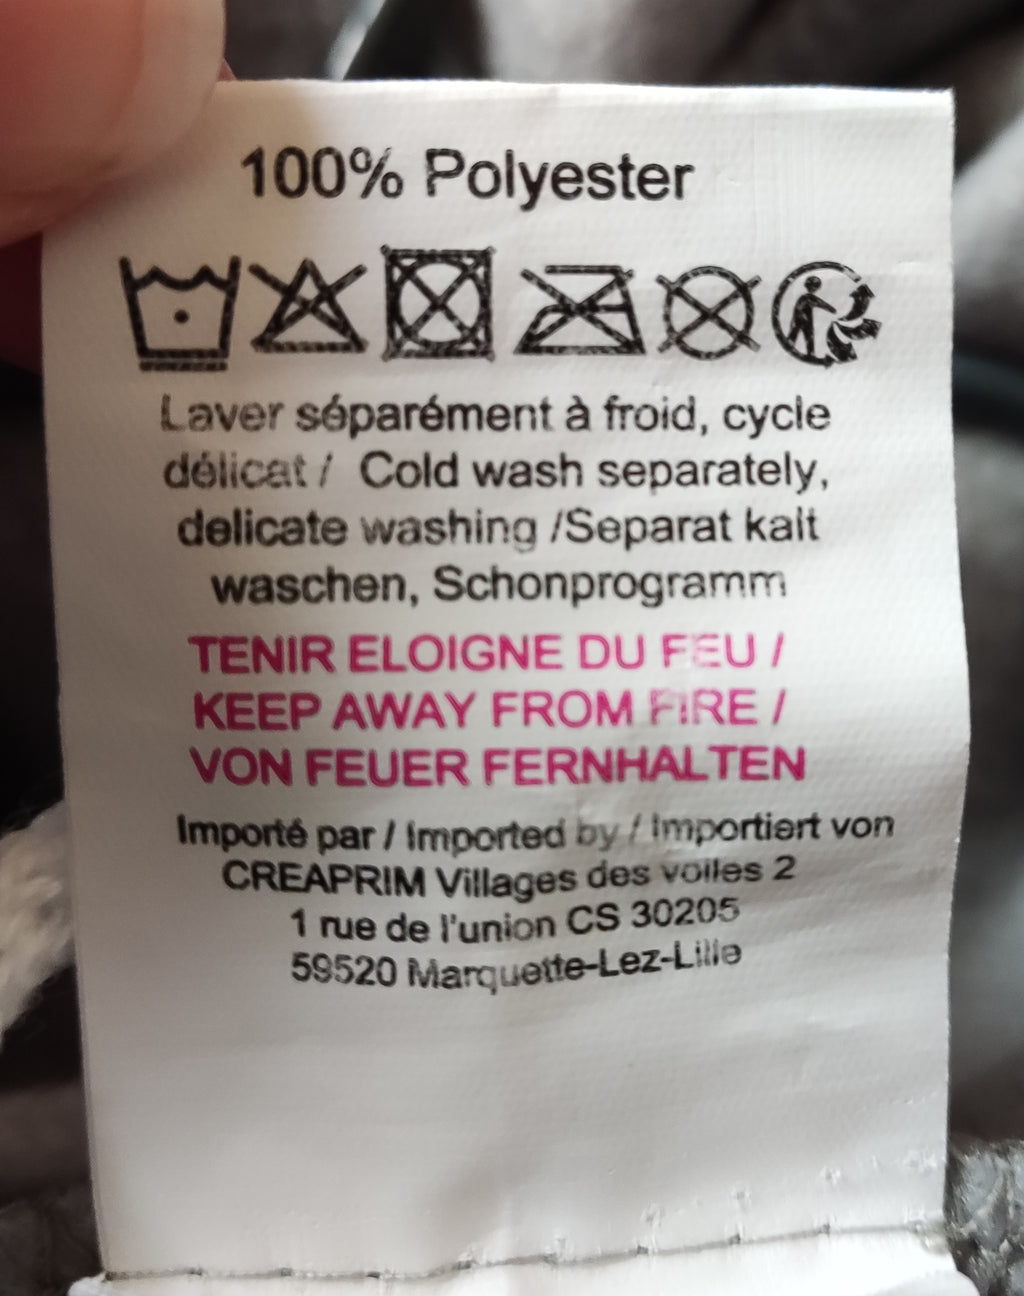 100% Polyester
Laver séparément à froid, cycle
délicat / Cold wash separately,
delicate washing /Separat kalt
waschen, Schonprogramm
TENIR ELOIGNE DU FEU /
KEEP AWAY FROM FIRE /
VON FEUER FERNHALTEN
Importé par / Imported by / Importiert von
CREAPRIM Villages des voiles 2
1 rue de l'union CS 30205
59520 Marquette-Lez-Lille